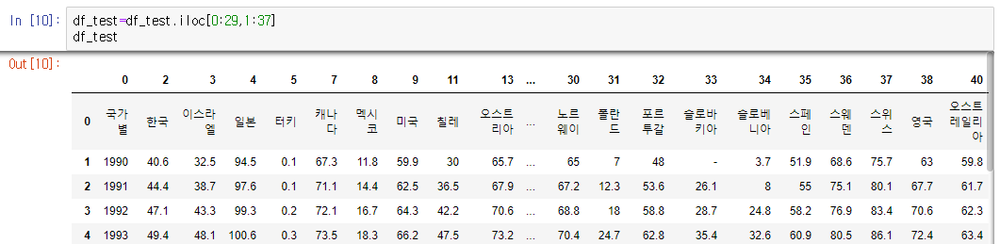 In [10]: df_test=df_test.iloc[0:29,1:37]
df_test
Out[10]:
0 2 3 4 5 7 8 9 11 13 ... 30 31 32 33 34 35 36 37 38 40
0 국가별 한국 이스라엘 일본 터키 캐나다 멕시코 미국 칠레 오스트리아 ... 노르웨이 폴란드 포르투갈 슬로바키아 슬로베니아 스페인 스웨덴 스위스 영국 오스트레일리아
1 1990 40.6 32.5 94.5 0.1 67.3 11.8 59.9 30 65.7 ... 65 7 48 - 3.7 51.9 68.6 75.7 63 59.8
2 1991 44.4 38.7 97.6 0.1 71.1 14.4 62.5 36.5 67.9 ... 67.2 12.3 53.6 26.1 8 55 75.1 80.1 67.7 61.7
3 1992 47.1 43.3 99.3 0.2 72.1 16.7 64.3 42.2 70.6 ... 68.8 18 58.8 28.7 24.8 58.2 76.9 83.4 70.6 62.3
4 1993 49.4 48.1 100.6 0.3 73.5 18.3 66.2 47.5 73.2 ... 70.4 24.7 62.8 35.4 32.6 60.9 80.5 86.1 72.4 63.4